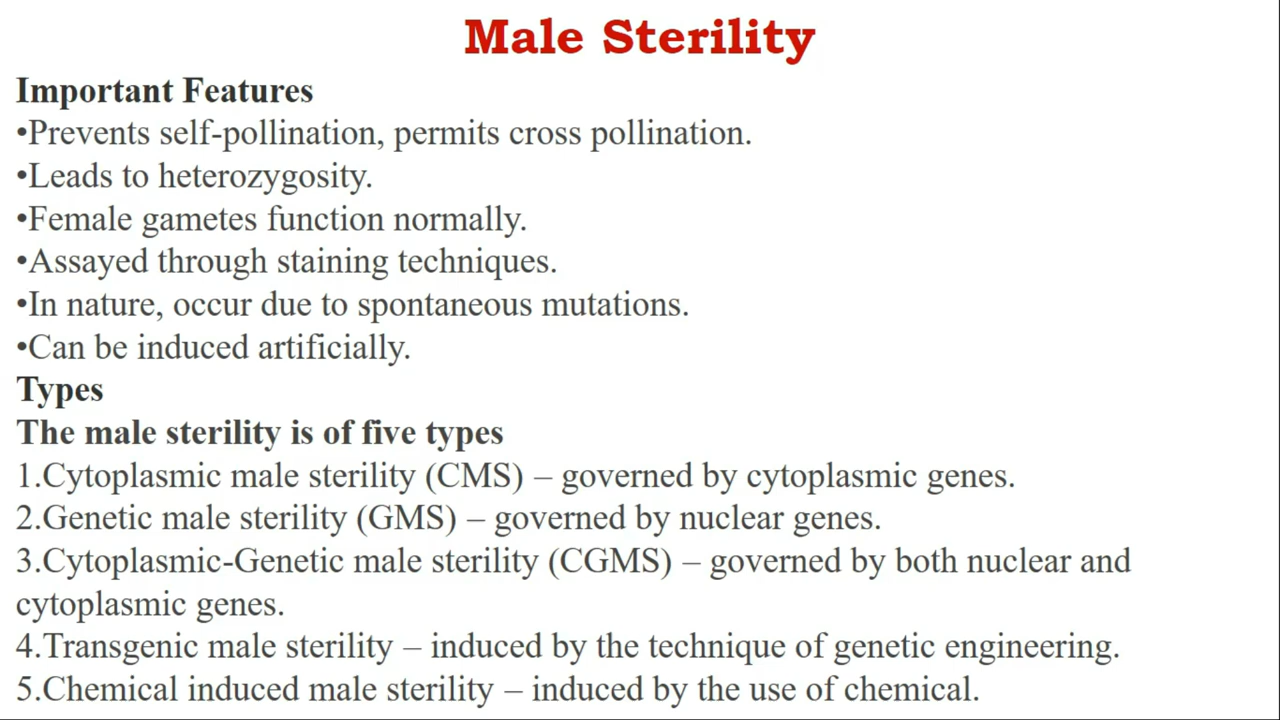 Male Sterility
Important Features
•Prevents self-pollination, permits cross pollination.
•Leads to heterozygosity.
•Female gametes function normally.
•Assayed through staining techniques.
•In nature, occur due to spontaneous mutations.
•Can be induced artificially.
Types
The male sterility is of five types
1.Cytoplasmic male sterility (CMS) – governed by cytoplasmic genes.
2.Genetic male sterility (GMS) – governed by nuclear genes.
3.Cytoplasmic-Genetic male sterility (CGMS) – governed by both nuclear and
cytoplasmic genes.
4.Transgenic male sterility – induced by the technique of genetic engineering.
5.Chemical induced male sterility – induced by the use of chemical.